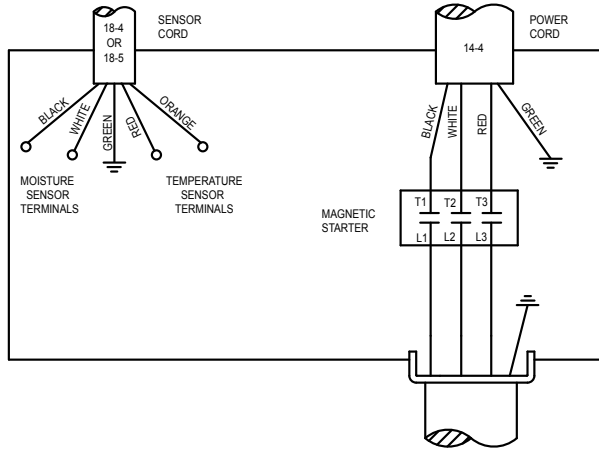 18-4
OR
18-5
SENSOR
CORD
14-4
POWER
CORD
BLACK
WHITE
GREEN
RED
ORANGE
BLACK
WHITE
RED
GREEN
MOISTURE
SENSOR
TERMINALS
TEMPERATURE
SENSOR
TERMINALS
MAGNETIC
STARTER
T1 T2 T3
L1 L2 L3